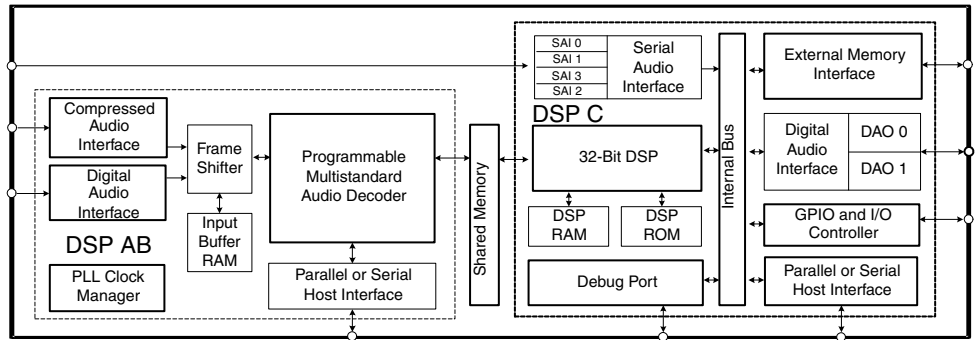 SAI 0
SAI 1
SAI 3
SAI 2
Serial
Audio
Interface
External Memory
Interface
Compressed
Audio
Interface
Digital
Audio
Interface
Frame
Shifter
Input
Buffer
RAM
Programmable
Multistandard
Audio Decoder
DSP AB
PLL Clock
Manager
Parallel or Serial
Host Interface
Shared Memory
DSP C
32-Bit DSP
DSP
RAM
DSP
ROM
Debug Port
Internal Bus
Digital
Audio
Interface
DAO 0
DAO 1
GPIO and I/O
Controller
Parallel or Serial
Host Interface